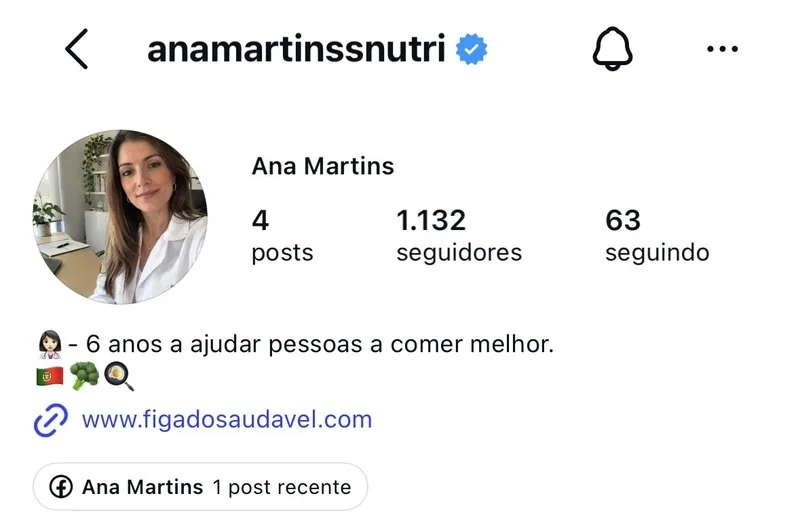 anamartinssnutri
Ana Martins
4 1.132 63
posts seguidores seguindo
👩🏻‍⚕️- 6 anos a ajudar pessoas a comer melhor.
🇵🇹🥦🍳
www.figadosaudavel.com
Ana Martins 1 post recente